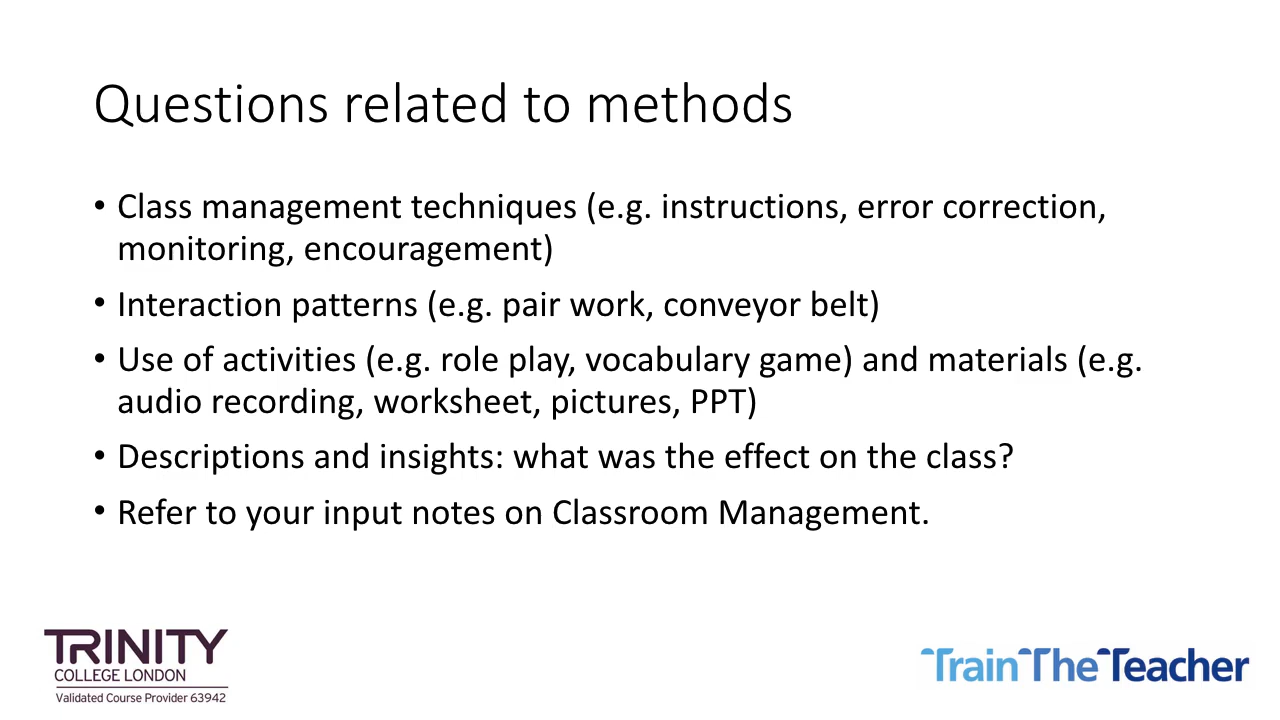 Questions related to methods
• Class management techniques (e.g. instructions, error correction,
monitoring, encouragement)
• Interaction patterns (e.g. pair work, conveyor belt)
• Use of activities (e.g. role play, vocabulary game) and materials (e.g.
audio recording, worksheet, pictures, PPT)
• Descriptions and insights: what was the effect on the class?
• Refer to your input notes on Classroom Management.
TRINITY
COLLEGE LONDON
Validated Course Provider 63942
TrainTheTeacher